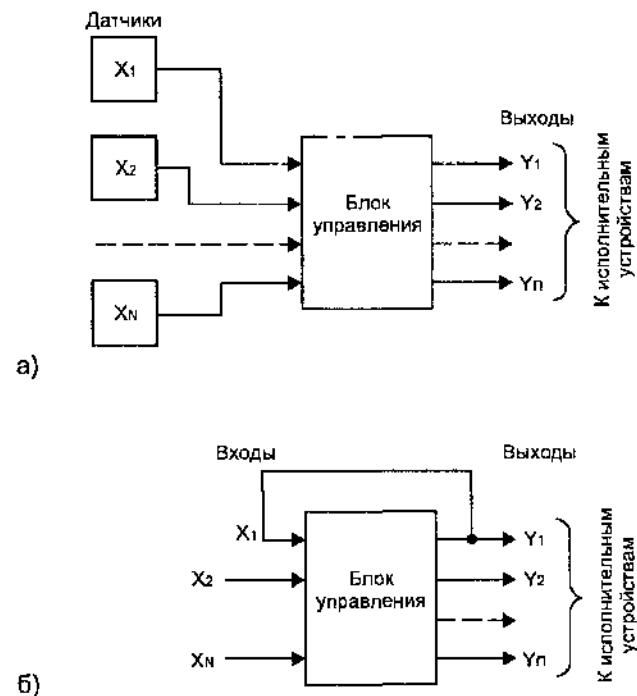 Датчики
X1
X2
XN
Блок
управления
Выходы
Y1
Y2
Yn
К исполнительным
устройствам
а)
Входы
Выходы
X1
X2
XN
Блок
управления
Y1
Y2
Yn
К исполнительным
устройствам
б)